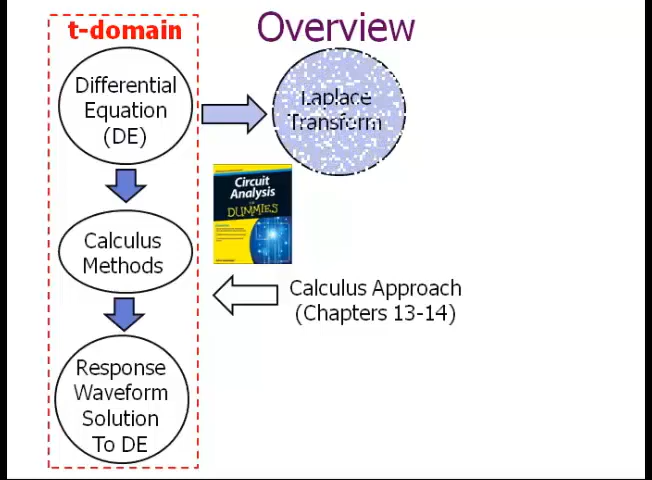 Overview
t-domain
Differential
Equation
(DE)
Laplace
Transform
Circuit
Analysis
DUMMIES
Calculus
Methods
Calculus Approach
(Chapters 13-14)
Response
Waveform
Solution
To DE